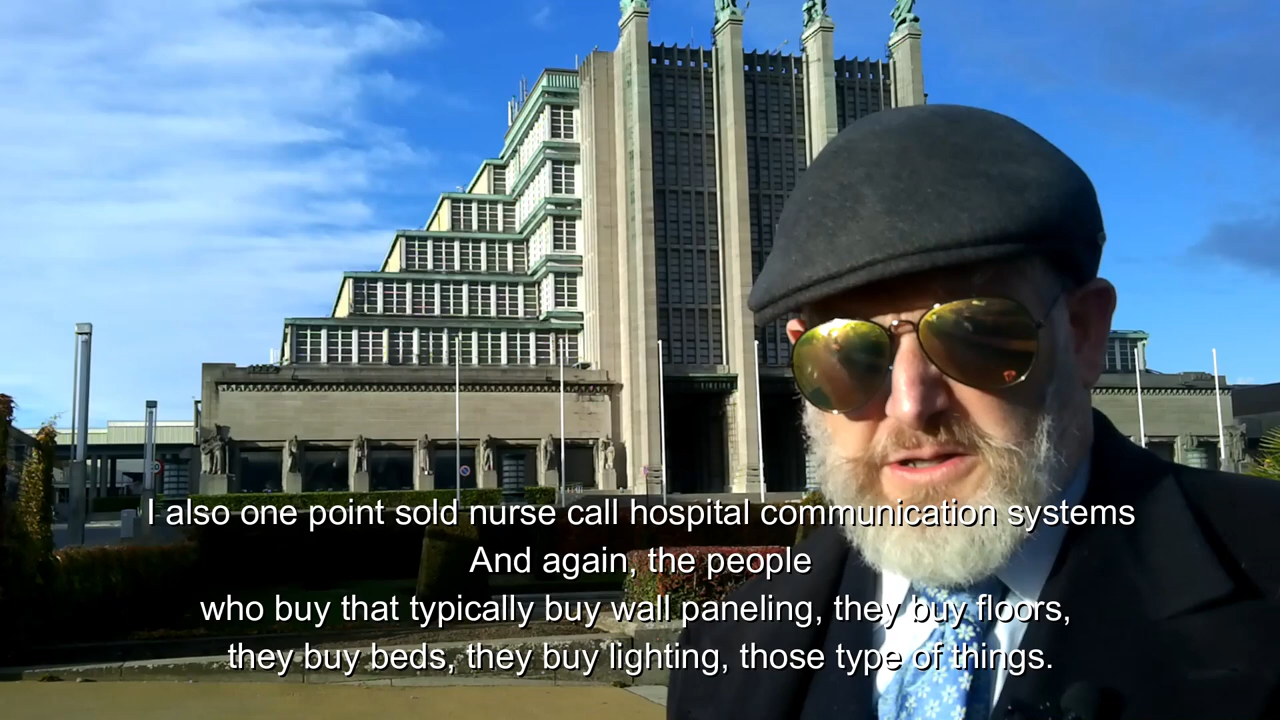 I also one point sold nurse call hospital communication systems
And again, the people
who buy that typically buy wall paneling, they buy floors,
they buy beds, they buy lighting, those type of things.